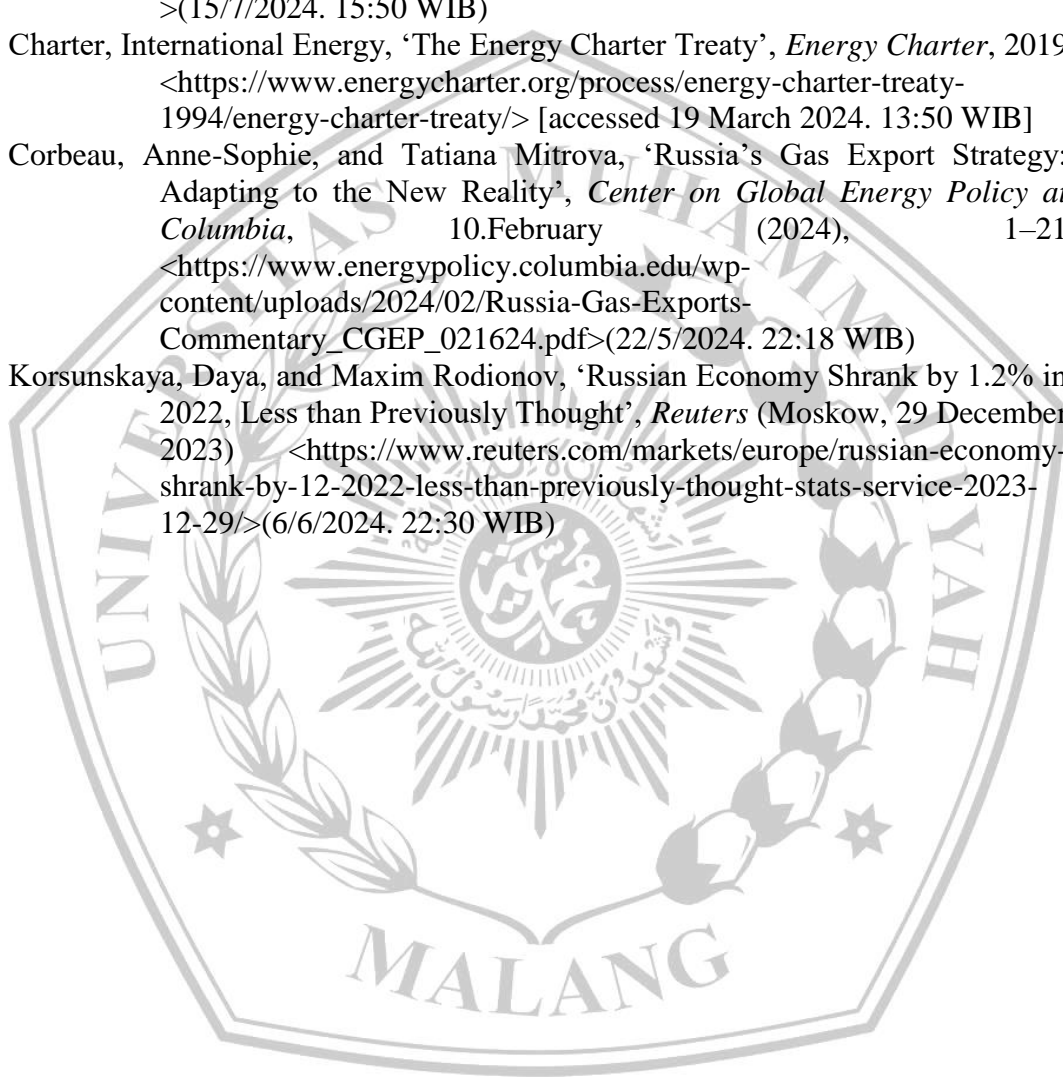 >(15/7/2024. 15:50 WIB)
Charter, International Energy, ‘The Energy Charter Treaty’, Energy Charter, 2019
<https://www.energycharter.org/process/energy-charter-treaty-
1994/energy-charter-treaty/> [accessed 19 March 2024. 13:50 WIB]
Corbeau, Anne-Sophie, and Tatiana Mitrova, ‘Russia’s Gas Export Strategy:
Adapting to the New Reality’, Center on Global Energy Policy at
Columbia, 10.February (2024), 1–21
<https://www.energypolicy.columbia.edu/wp-
content/uploads/2024/02/Russia-Gas-Exports-
Commentary_CGEP_021624.pdf>(22/5/2024. 22:18 WIB)
Korsunskaya, Daya, and Maxim Rodionov, ‘Russian Economy Shrank by 1.2% in
2022, Less than Previously Thought’, Reuters (Moskow, 29 December
2023) <https://www.reuters.com/markets/europe/russian-economy-
shrank-by-12-2022-less-than-previously-thought-stats-service-2023-
12-29/>(6/6/2024. 22:30 WIB)
UNIVERSITAS MUHAMMADIYAH
MALANG